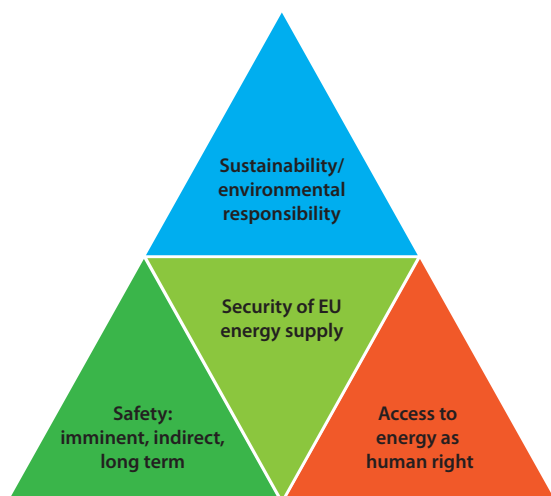 Sustainability/
environmental
responsibility
Security of EU
energy supply
Safety:
imminent, indirect,
long term
Access to
energy as
human right